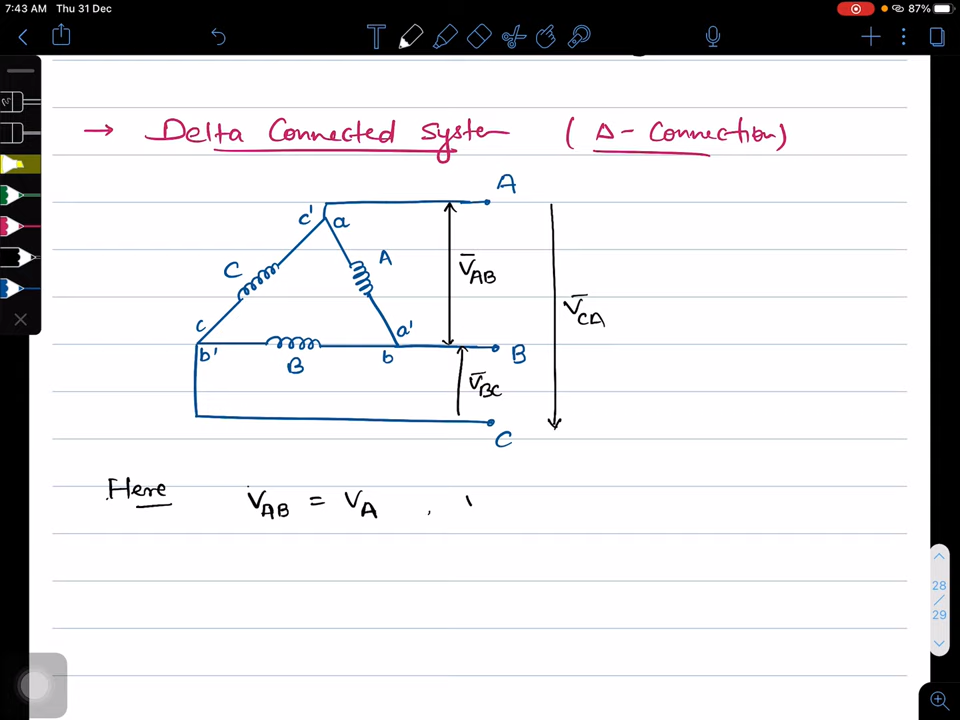 7:43 AM Thu 31 Dec
87%
→ Delta Connected System ( Δ - Connection)
A
c' a
C A V̄AB
V̄CA
c a'
b' B b B
V̄BC
C
Here VAB = VA ,
28
/
29